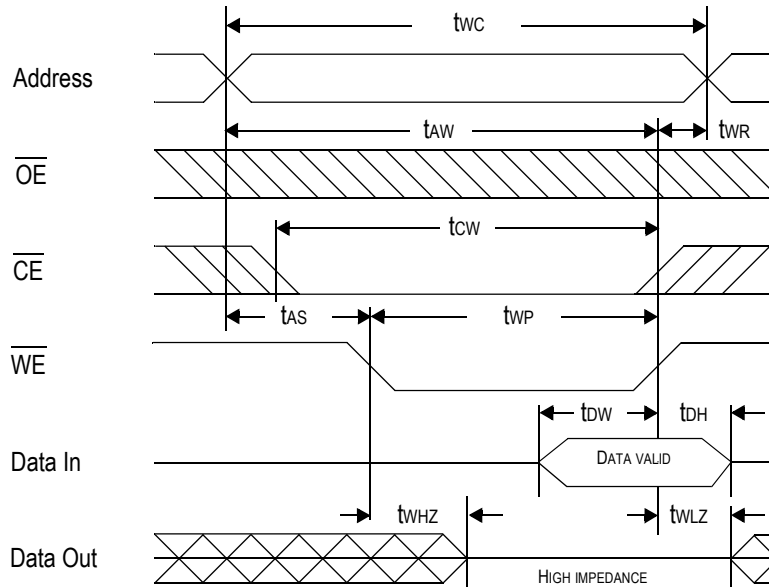 tWC
Address
tAW
tWR
OE
tCW
CE
tAS
tWP
WE
tDW
tDH
Data In
DATA VALID
tWHZ
tWLZ
Data Out
HIGH IMPEDANCE